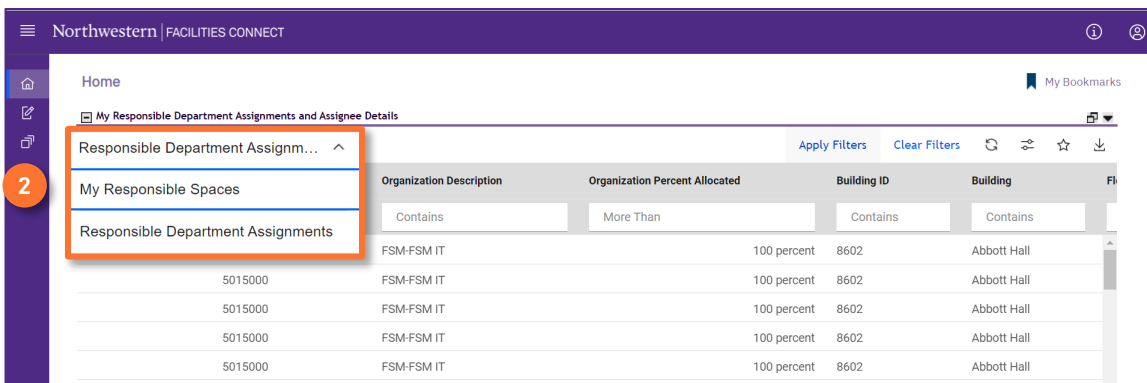 Northwestern | FACILITIES CONNECT
Home
My Bookmarks
My Responsible Department Assignments and Assignee Details
Responsible Department Assignm...
Apply Filters Clear Filters
2
My Responsible Spaces
Responsible Department Assignments
Organization Description Organization Percent Allocated Building ID Building
Contains More Than Contains Contains
FSM-FSM IT 100 percent 8602 Abbott Hall
5015000 FSM-FSM IT 100 percent 8602 Abbott Hall
5015000 FSM-FSM IT 100 percent 8602 Abbott Hall
5015000 FSM-FSM IT 100 percent 8602 Abbott Hall
5015000 FSM-FSM IT 100 percent 8602 Abbott Hall